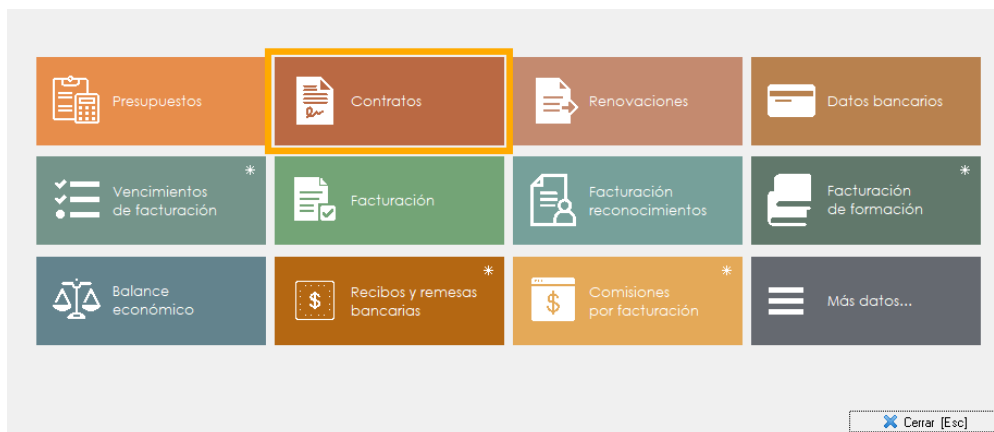 Presupuestos
Contratos
Renovaciones
Datos bancarios
Vencimientos
de facturación
*
Facturación
Facturación
reconocimientos
Facturación
de formación
*
Balance
económico
$
Recibos y remesas
bancarias
*
$
Comisiones
por facturación
*
Más datos...
Cerrar [Esc]